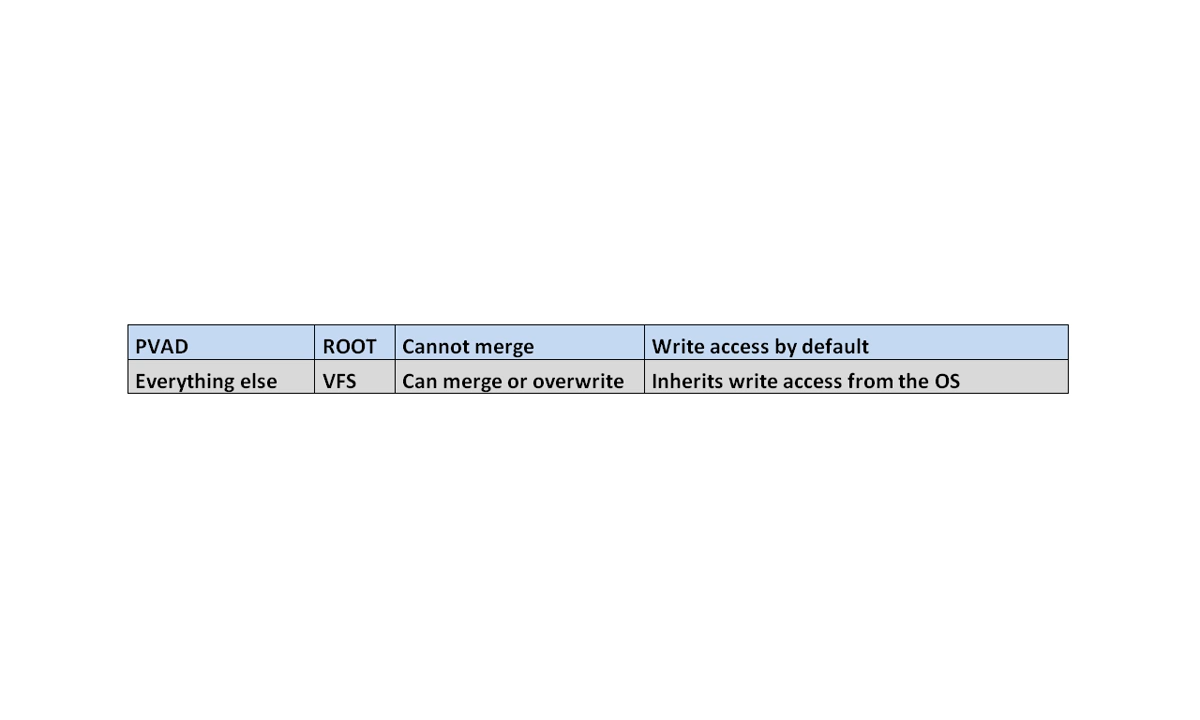 PVAD ROOT Cannot merge Write access by default
Everything else VFS Can merge or overwrite Inherits write access from the OS